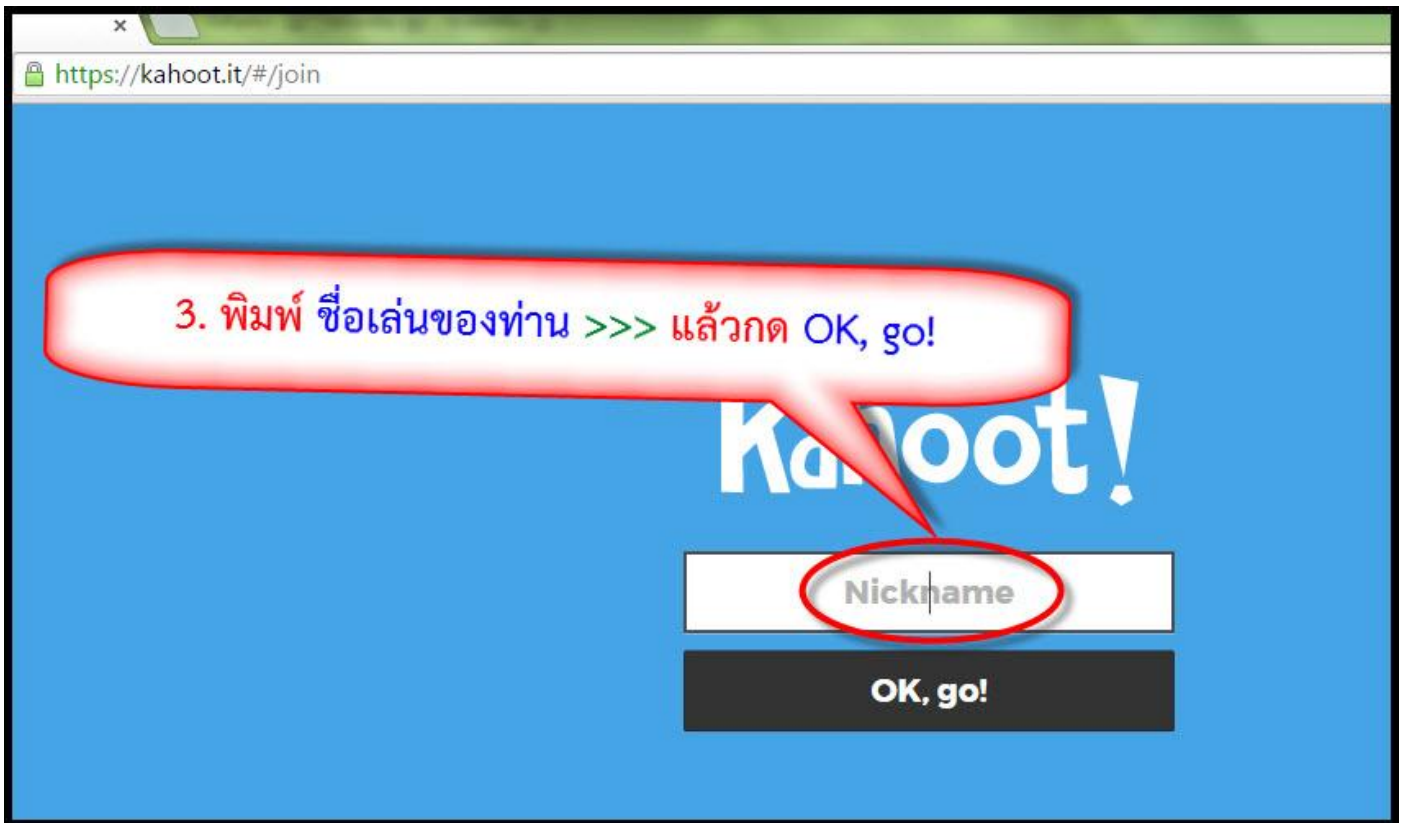 ×
https://kahoot.it/#/join
3. พิมพ์ ชื่อเล่นของท่าน >>> แล้วกด OK, go!
Kahoot!
Nickname
OK, go!